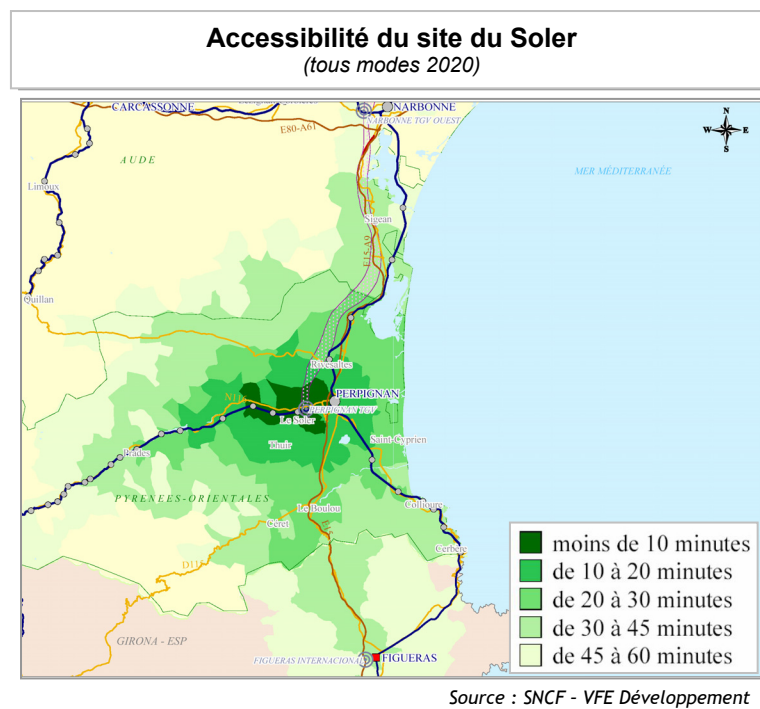 Accessibilité du site du Soler
(tous modes 2020)
CARCASSONNE
NARBONNE
NARBONNE TGV OUEST
E80-A61
N
W E
S
AUDE
MER MÉDITERRANÉE
Limoux
Sigean
E15-A9
Quillan
Rivesaltes
PERPIGNAN
PERPIGNAN TGV
Le Soler
Saint-Cyprien
Thuir
Prades
PYRENEES-ORIENTALES
Le Boulou
Collioure
Céret
Cerbère
GIRONA - ESP
FIGUERAS INTERNACIONAL
FIGUERAS
moins de 10 minutes
de 10 à 20 minutes
de 20 à 30 minutes
de 30 à 45 minutes
de 45 à 60 minutes
Source : SNCF - VFE Développement